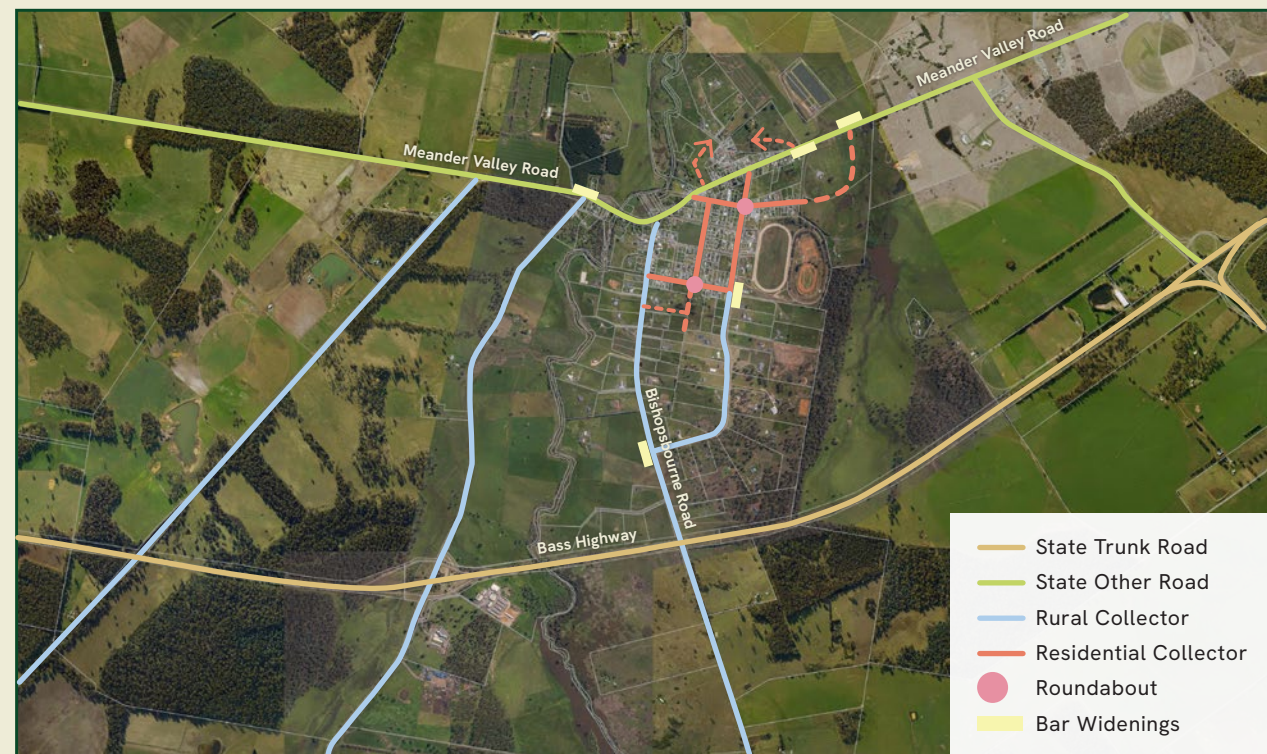 Meander Valley Road
Meander Valley Road
Bishopsbourne Road
Bass Highway
State Trunk Road
State Other Road
Rural Collector
Residential Collector
Roundabout
Bar Widenings